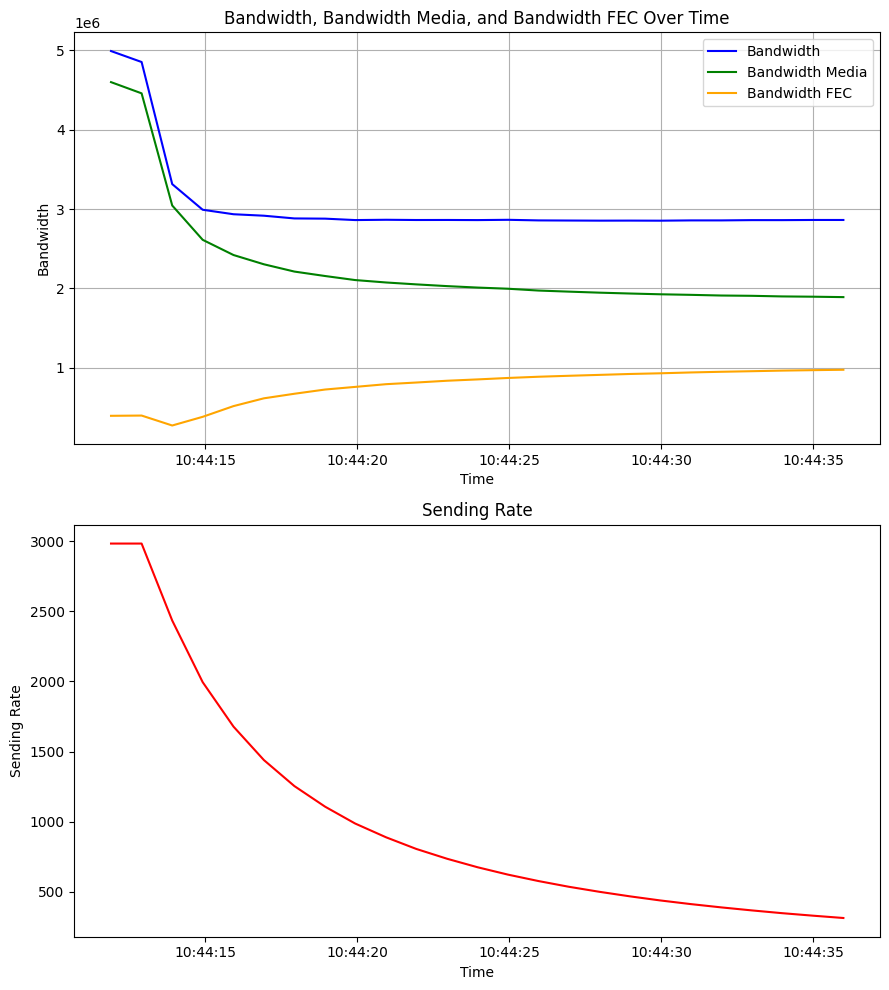 Bandwidth, Bandwidth Media, and Bandwidth FEC Over Time
1e6
Bandwidth
Bandwidth Media
Bandwidth FEC
5
4
3
2
1
Bandwidth
10:44:15 10:44:20 10:44:25 10:44:30 10:44:35
Time
Sending Rate
3000
2500
2000
1500
1000
500
Sending Rate
10:44:15 10:44:20 10:44:25 10:44:30 10:44:35
Time